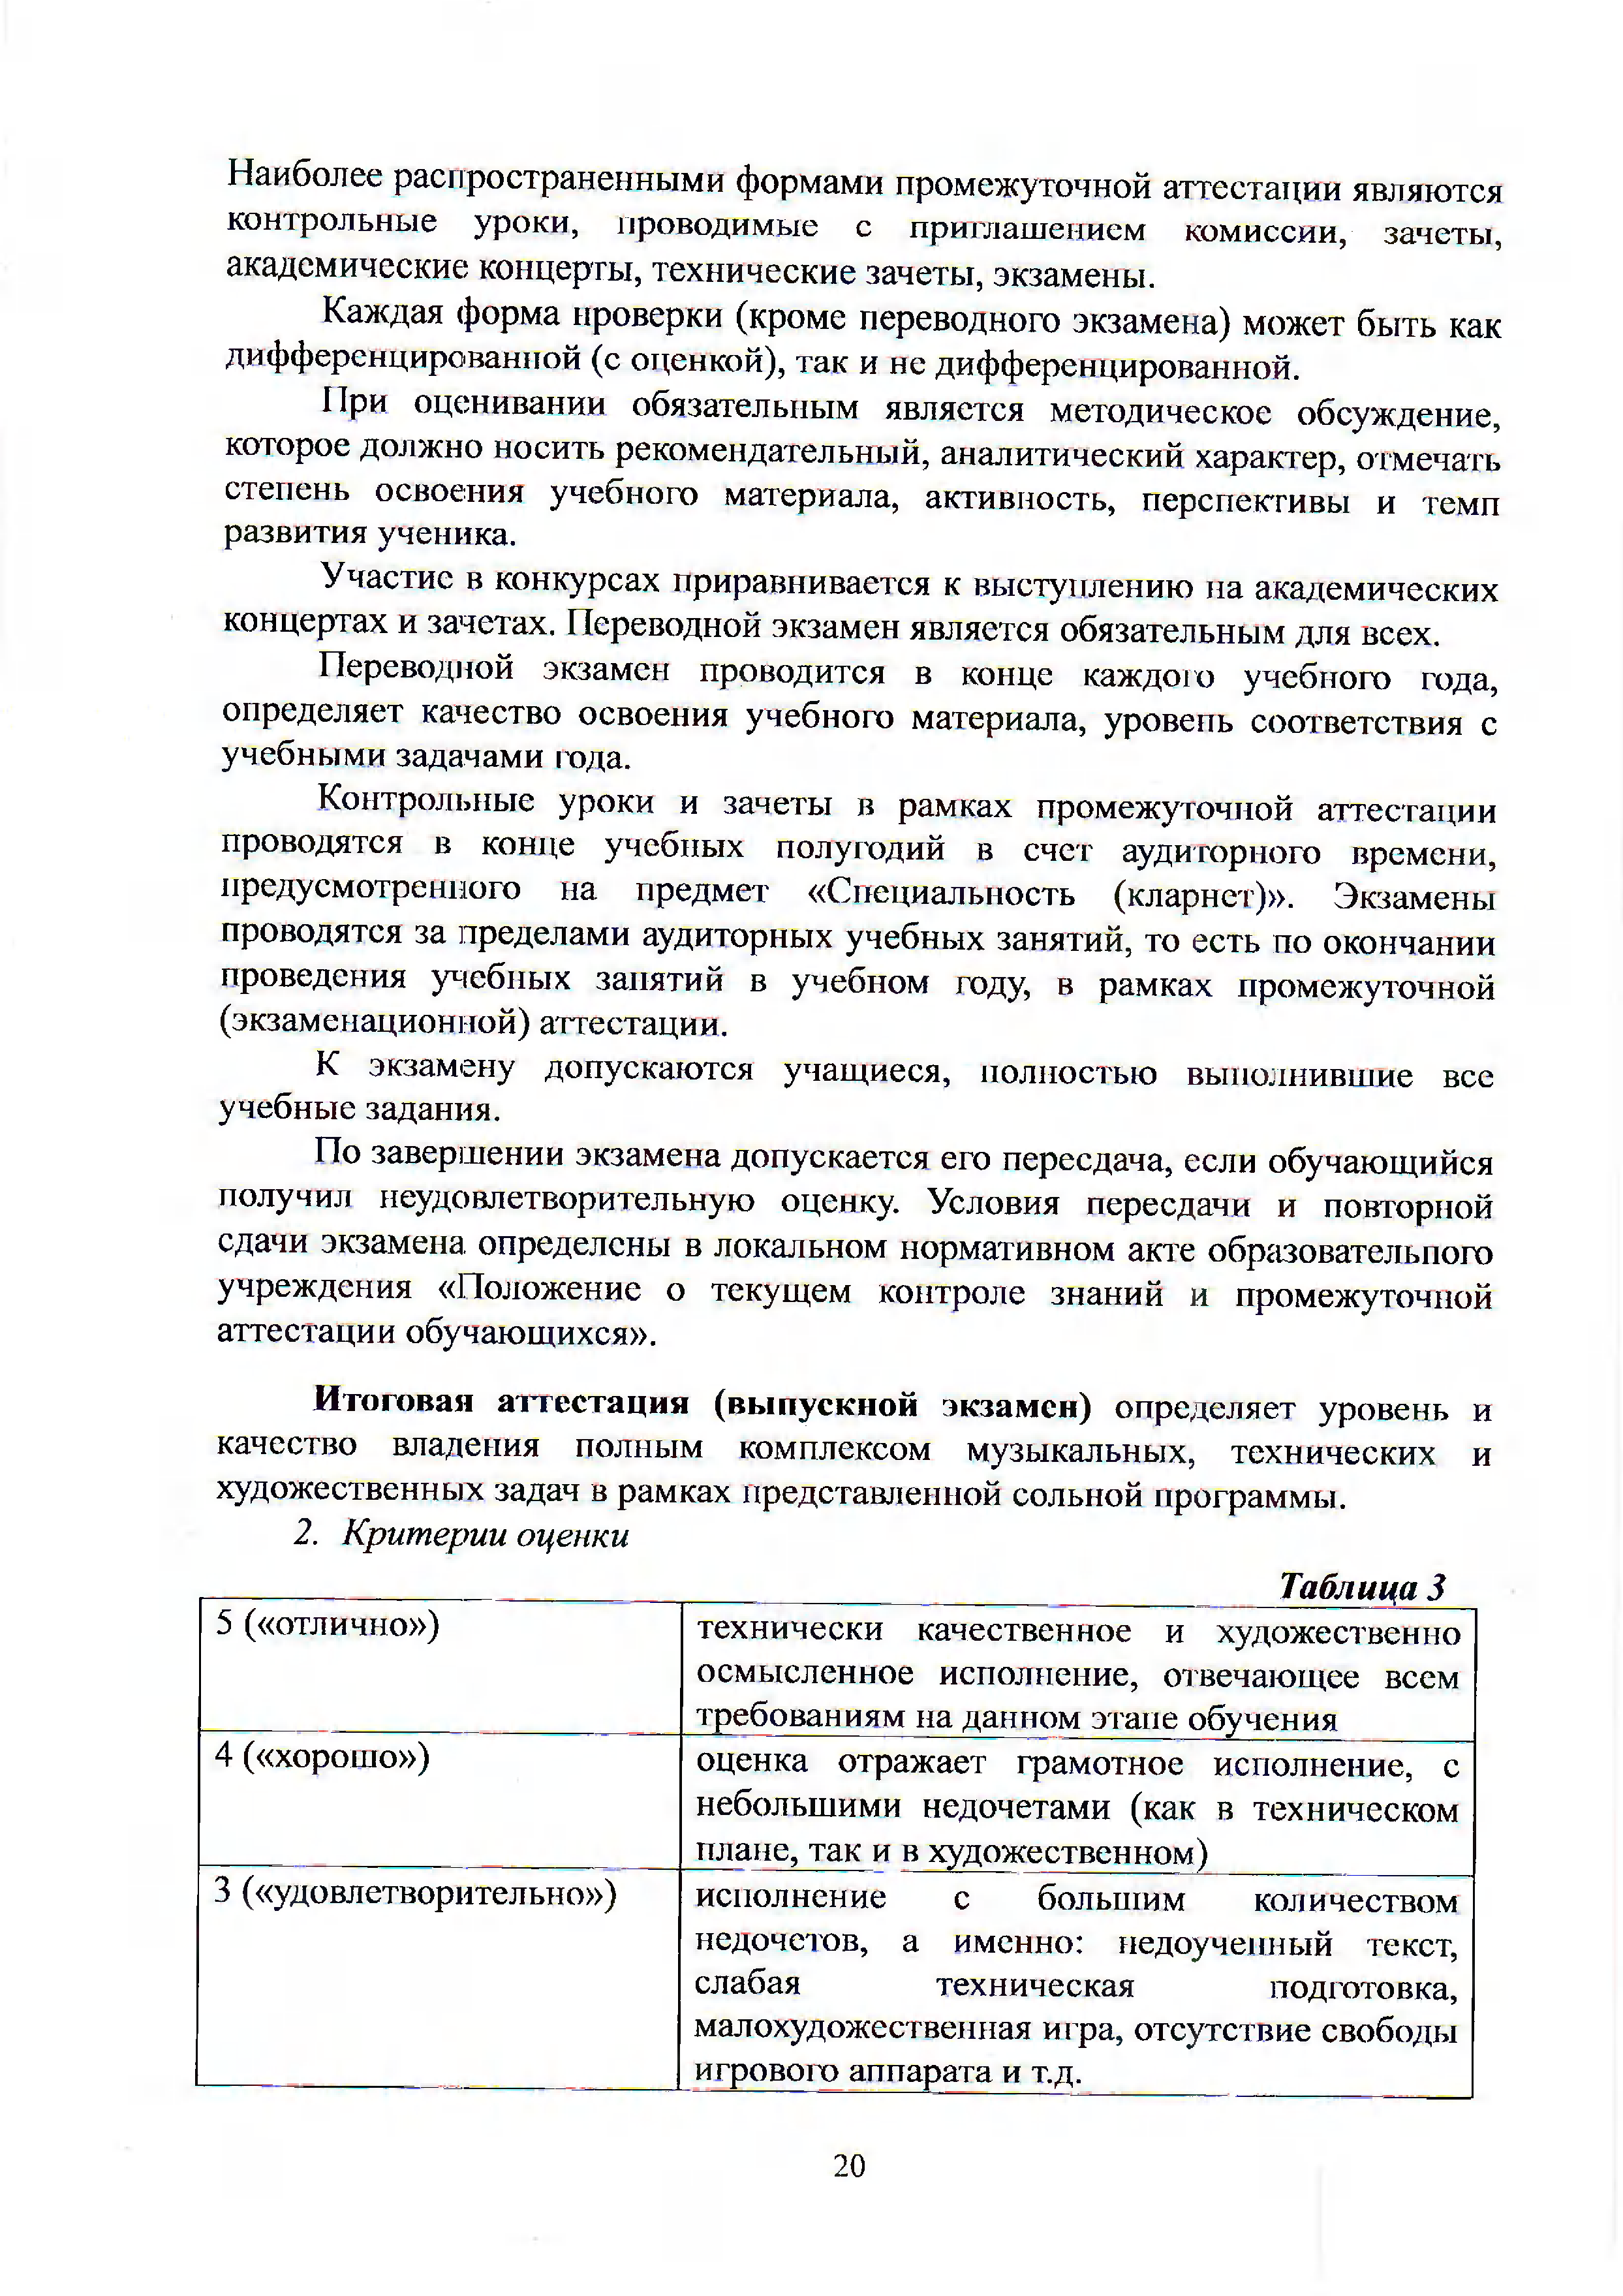 Наиболее распространенными формами промежуточной аттестации являются
контрольные уроки, проводимые с приглашением комиссии, зачеты,
академические концерты, технические зачеты, экзамены.
Каждая форма проверки (кроме переводного экзамена) может быть как
дифференцированной (с оценкой), так и не дифференцированной.
При оценивании обязательным является методическое обсуждение,
которое должно носить рекомендательный, аналитический характер, отмечать
степень освоения учебного материала, активность, перспективы и темп
развития ученика.
Участие в конкурсах приравнивается к выступлению на академических
концертах и зачетах. Переводной экзамен является обязательным для всех.
Переводной экзамен проводится в конце каждого учебного года,
определяет качество освоения учебного материала, уровень соответствия с
учебными задачами года.
Контрольные уроки и зачеты в рамках промежуточной аттестации
проводятся в конце учебных полугодий в счет аудиторного времени,
предусмотренного на предмет «Специальность (кларнет)». Экзамены
проводятся за пределами аудиторных учебных занятий, то есть по окончании
проведения учебных занятий в учебном году, в рамках промежуточной
(экзаменационной) аттестации.
К экзамену допускаются учащиеся, полностью выполнившие все
учебные задания.
По завершении экзамена допускается его пересдача, если обучающийся
получил неудовлетворительную оценку. Условия пересдачи и повторной
сдачи экзамена определены в локальном нормативном акте образовательного
учреждения «Положение о текущем контроле знаний и промежуточной
аттестации обучающихся».
Итоговая аттестация (выпускной экзамен) определяет уровень и
качество владения полным комплексом музыкальных, технических и
художественных задач в рамках представленной сольной программы.
2. Критерии оценки
Таблица 3
5 («отлично»)
технически качественное и художественно
осмысленное исполнение, отвечающее всем
требованиям на данном этапе обучения
4 («хорошо»)
оценка отражает грамотное исполнение, с
небольшими недочетами (как в техническом
плане, так и в художественном)
3 («удовлетворительно»)
исполнение с большим количеством
недочетов, а именно: недоученный текст,
слабая техническая подготовка,
малохудожественная игра, отсутствие свободы
игрового аппарата и т.д.
20